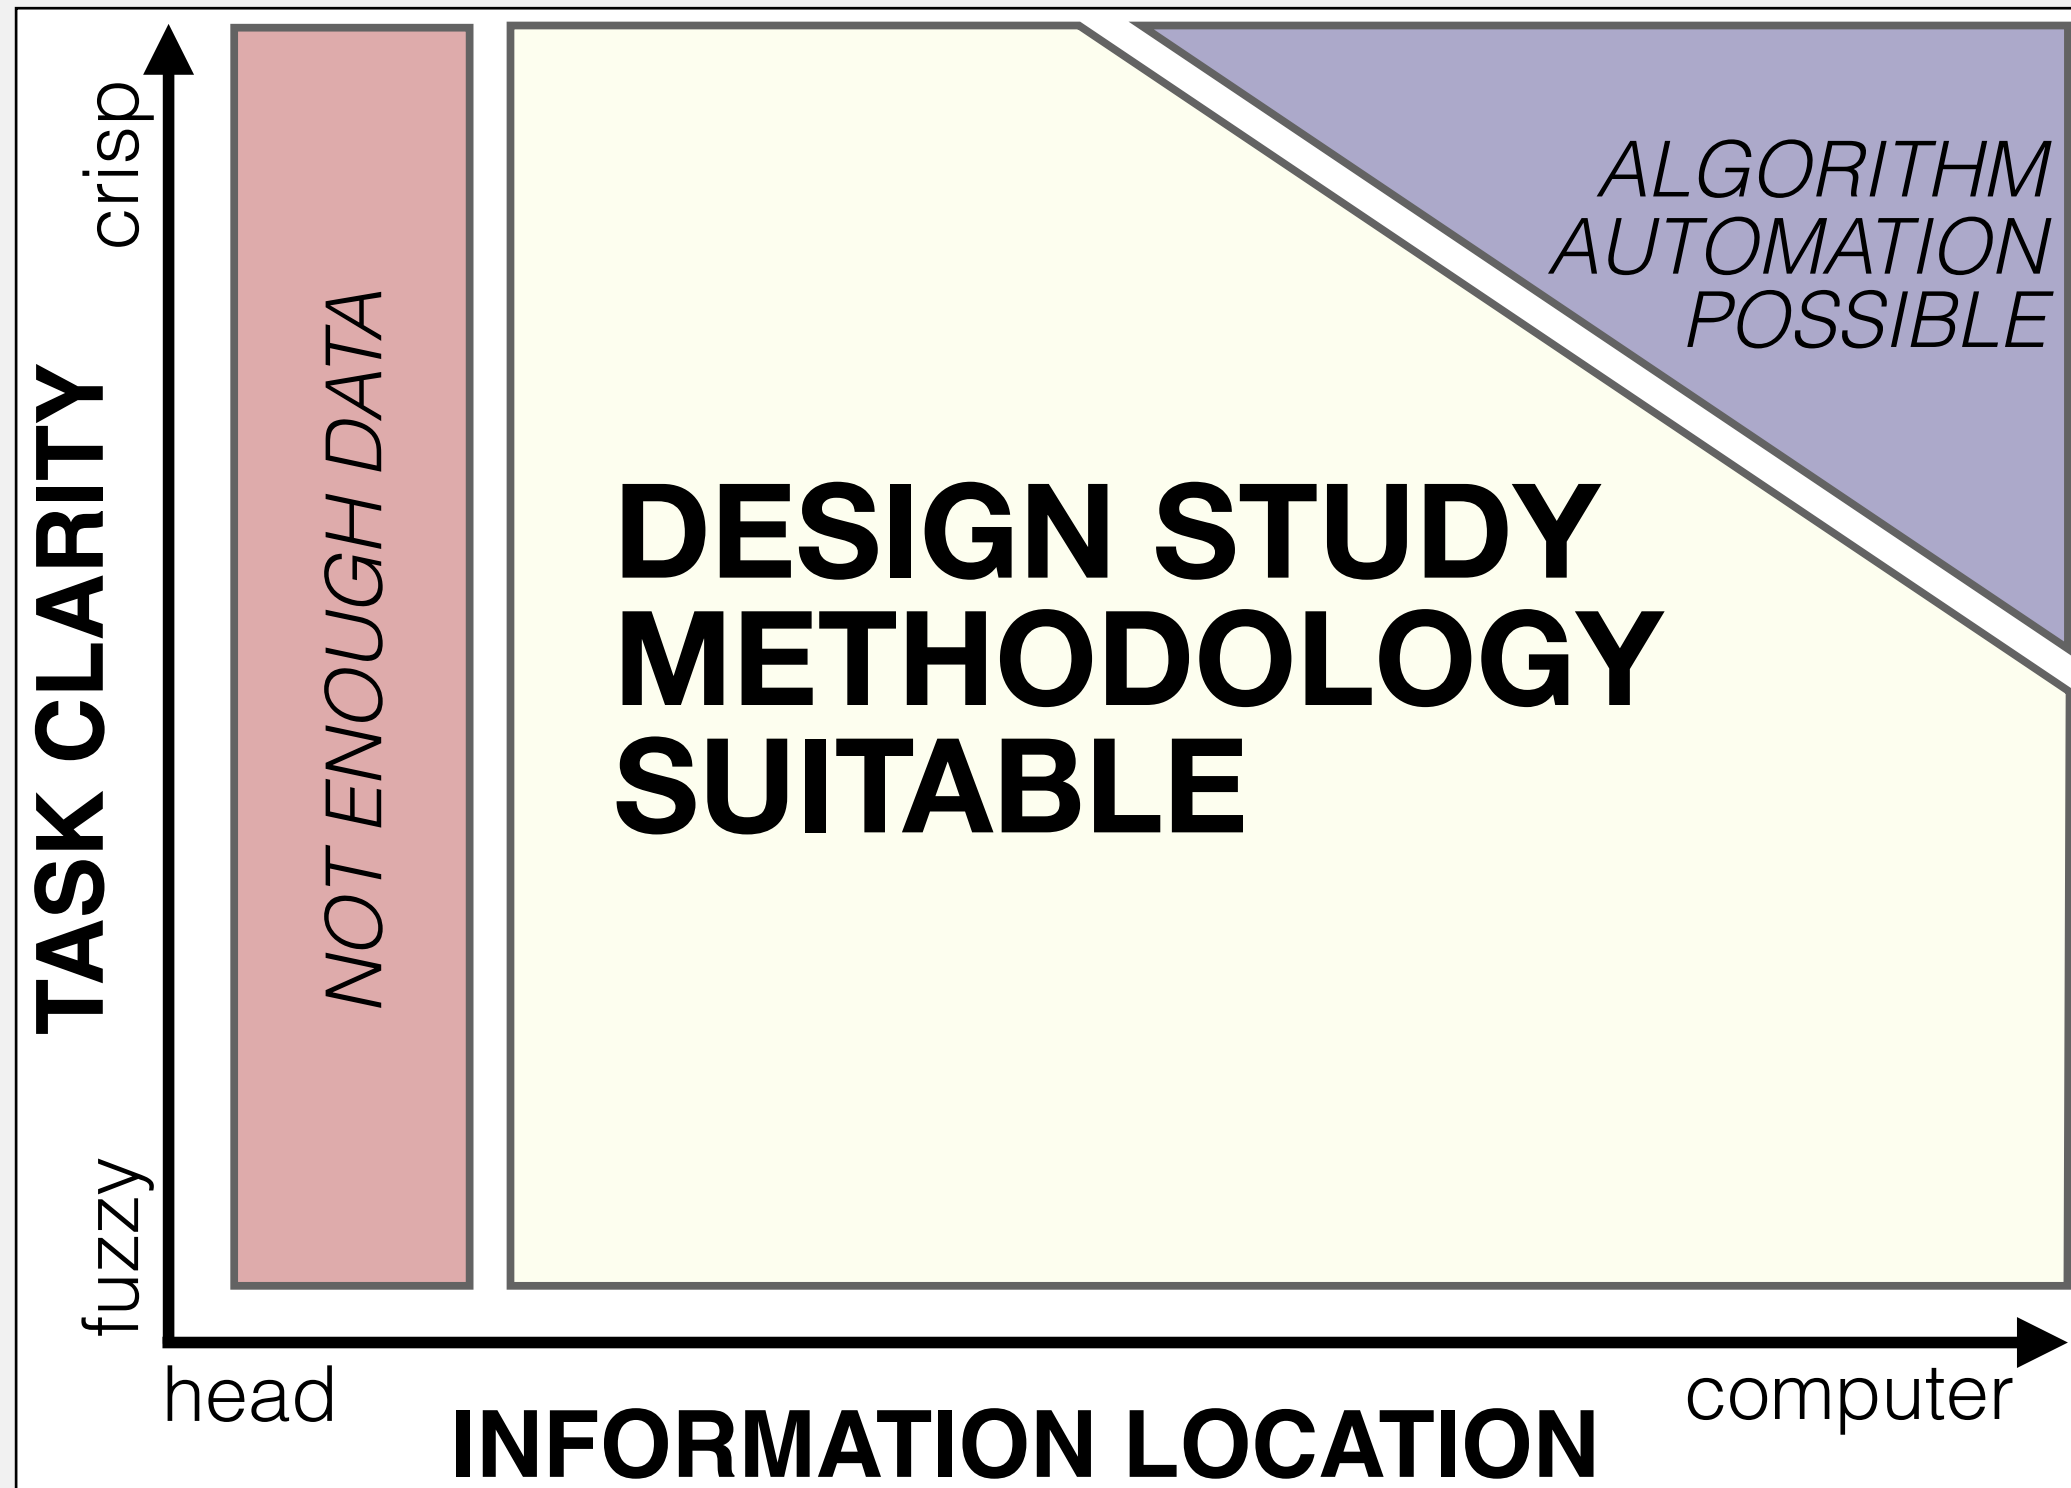 TASK CLARITY
crisp
fuzzy
NOT ENOUGH DATA
DESIGN STUDY
METHODOLOGY
SUITABLE
ALGORITHM
AUTOMATION
POSSIBLE
head
computer
INFORMATION LOCATION